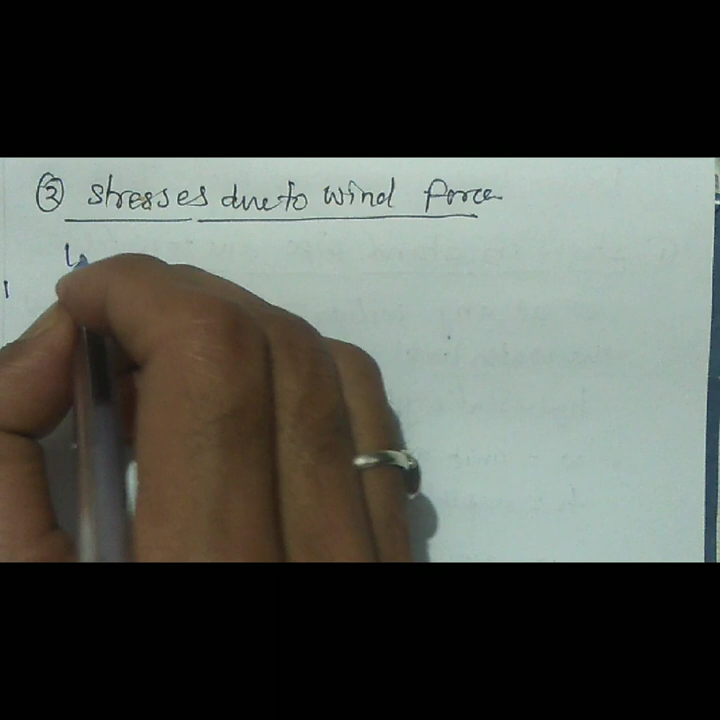 ② stresses due to wind force